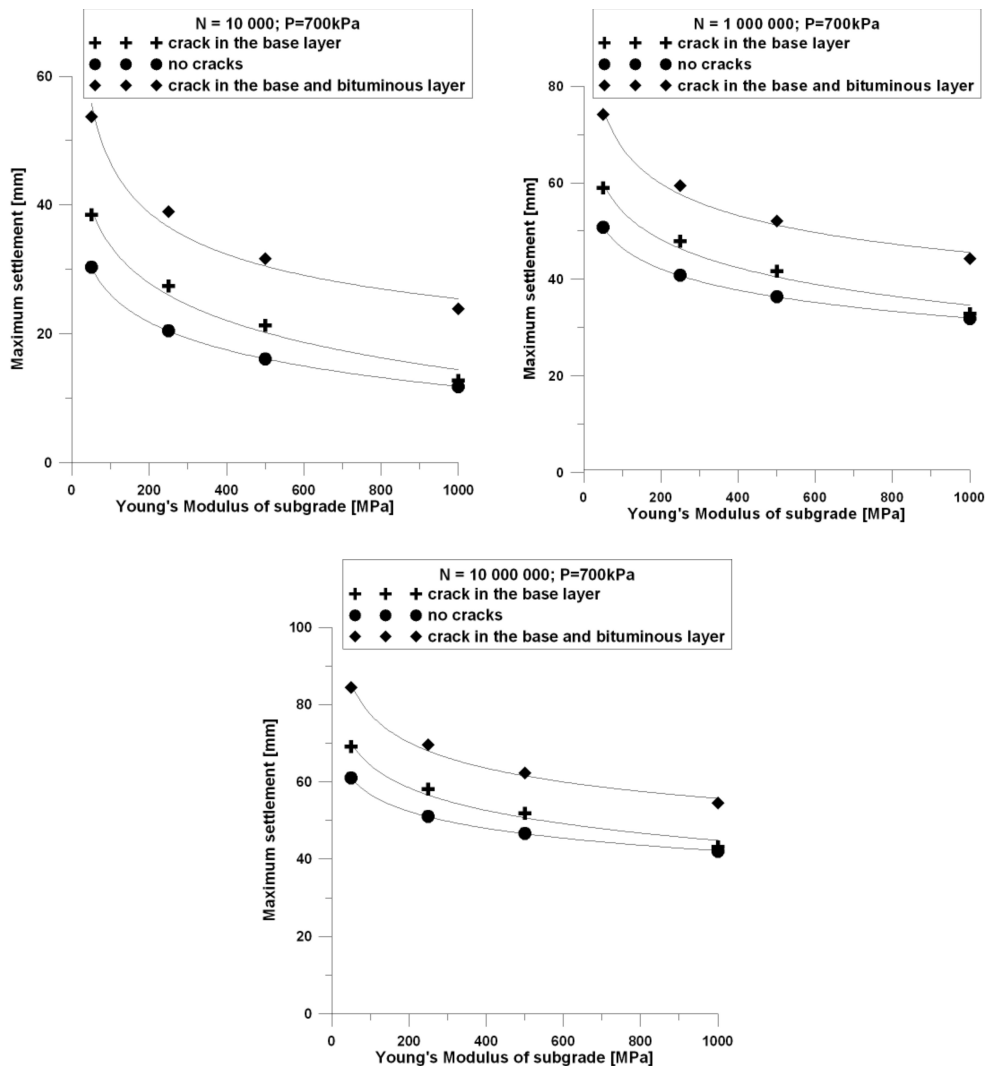 N = 10 000; P=700kPa
crack in the base layer
no cracks
crack in the base and bituminous layer
60
40
20
0
Maximum settlement [mm]
0 200 400 600 800 1000
Young's Modulus of subgrade [MPa]
N = 1 000 000; P=700kPa
crack in the base layer
no cracks
crack in the base and bituminous layer
80
60
40
20
0
Maximum settlement [mm]
0 200 400 600 800 1000
Young's Modulus of subgrade [MPa]
N = 10 000 000; P=700kPa
crack in the base layer
no cracks
crack in the base and bituminous layer
100
80
60
40
20
0
Maximum settlement [mm]
0 200 400 600 800 1000
Young's Modulus of subgrade [MPa]